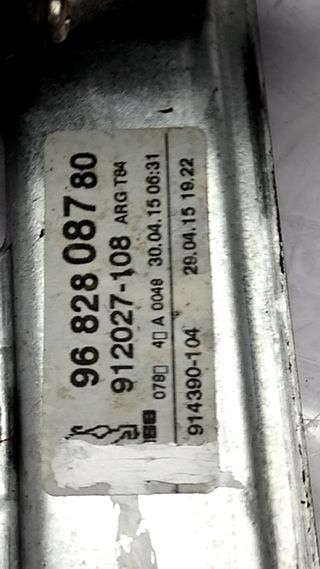 96 828 087 80
912027-108 ARG T84
078▯ 4▯ A 0048 30.04.15 06:31
914390-104 29.04.15 19.22